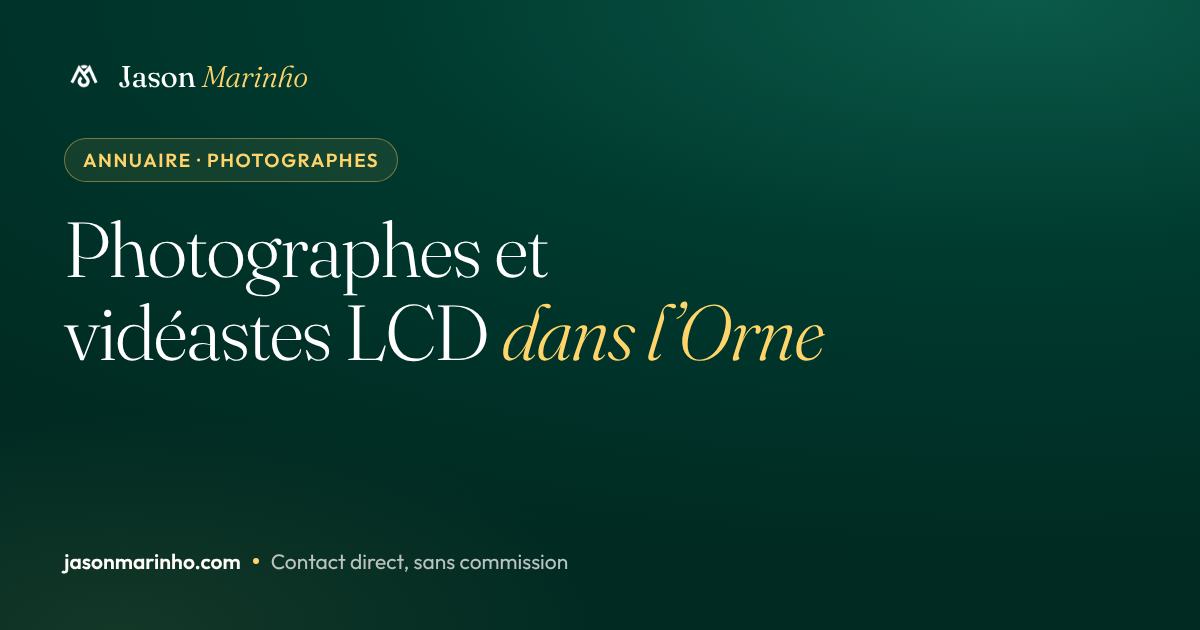 Jason Marinho
ANNUAIRE · PHOTOGRAPHES
Photographes et
vidéastes LCD dans l’Orne
jasonmarinho.com • Contact direct, sans commission